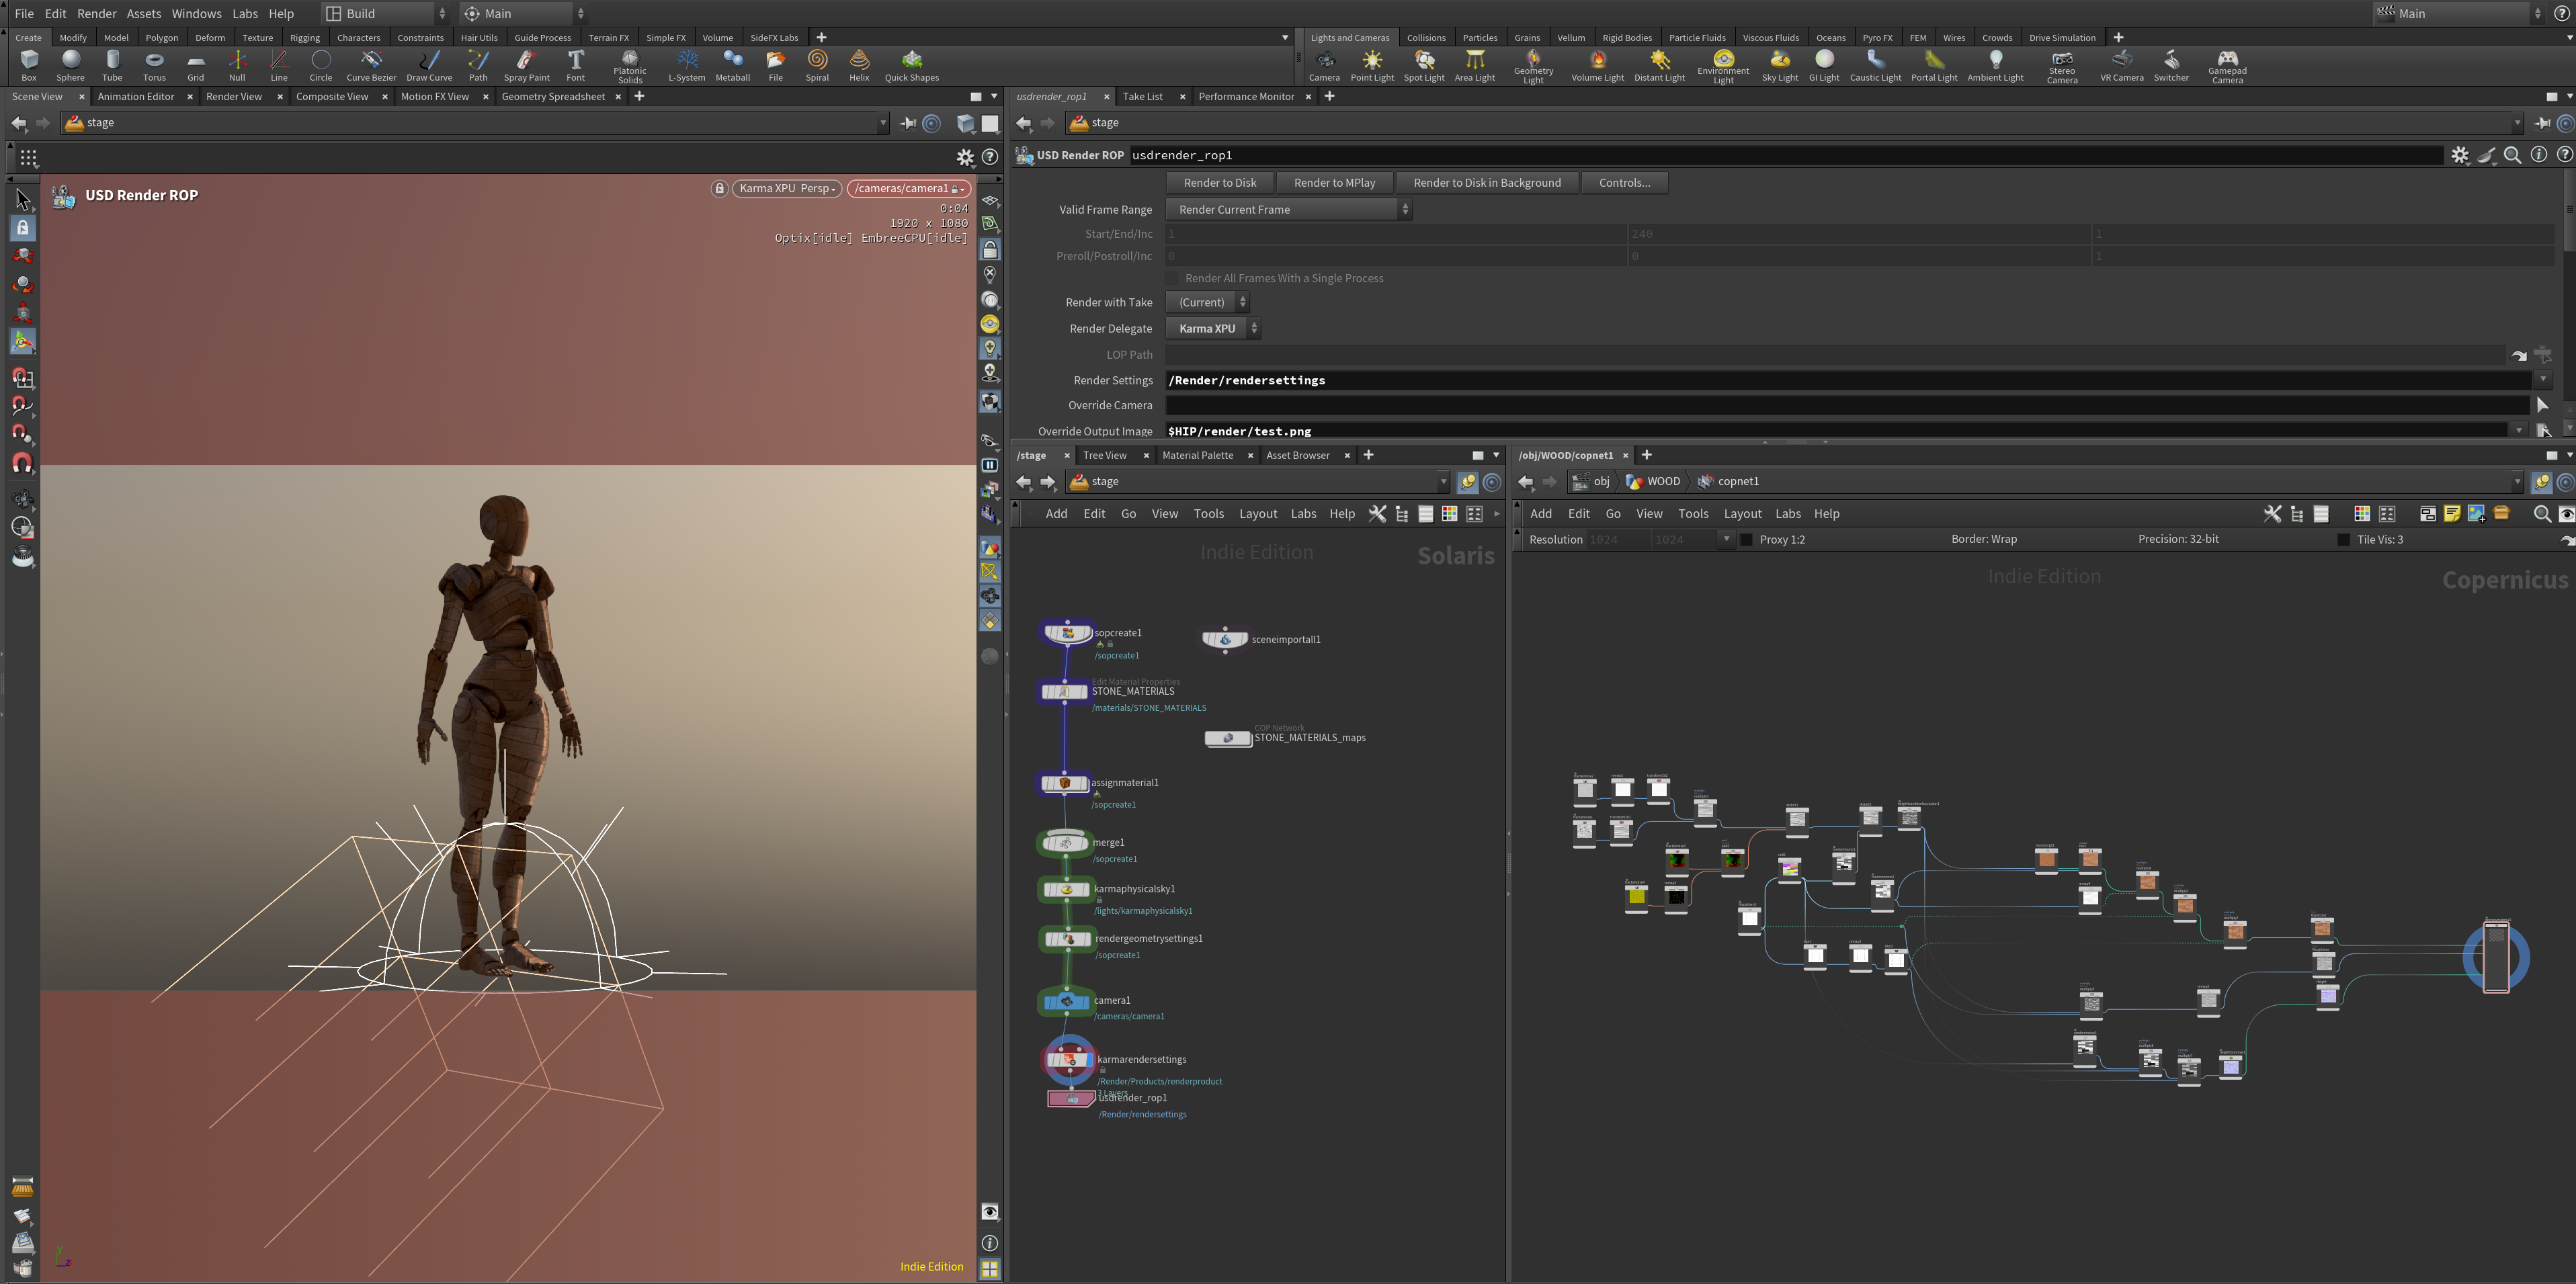 File Edit Render Assets Windows Labs Help Build Main Main
Create Modify Model Polygon Deform Texture Rigging Characters Constraints Hair Utils Guide Process Terrain FX Simple FX Volume SideFX Labs
Lights and Cameras Collisions Particles Grains Vellum Rigid Bodies Particle Fluids Viscous Fluids Oceans Pyro FX FEM Wires Crowds Drive Simulation
Box Sphere Tube Torus Grid Null Line Circle Curve Bezier Draw Curve Path Spray Paint Font Platonic Solids L-System Metaball File Spiral Helix Quick Shapes
Camera Point Light Spot Light Area Light Geometry Light Volume Light Distant Light Environment Light Sky Light GI Light Caustic Light Portal Light Ambient Light Stereo Camera VR Camera Switcher Gamepad Camera
Scene View Animation Editor Render View Composite View Motion FX View Geometry Spreadsheet
stage
USD Render ROP
Karma XPU Persp
/cameras/camera1
0:04
1920 x 1080
Optix[idle] EmbreeCPU[idle]
Indie Edition
usdrender_rop1 Take List Performance Monitor
stage
USD Render ROP usdrender_rop1
Render to Disk Render to MPlay Render to Disk in Background Controls...
Valid Frame Range Render Current Frame
Start/End/Inc 1 240 1
Preroll/Postroll/Inc 0 0 1
Render All Frames With a Single Process
Render with Take (Current)
Render Delegate Karma XPU
LOP Path
Render Settings /Render/rendersettings
Override Camera
Override Output Image $HIP/render/test.png
/stage Tree View Material Palette Asset Browser
stage
Add Edit Go View Tools Layout Labs Help
Indie Edition Solaris
sopcreate1
/sopcreate1
sceneimportall1
Edit Material Properties
STONE_MATERIALS
/materials/STONE_MATERIALS
COP Network
STONE_MATERIALS_maps
assignmaterial1
/sopcreate1
merge1
/sopcreate1
karmaphysicalsky1
/lights/karmaphysicalsky1
rendergeometrysettings1
/sopcreate1
camera1
/cameras/camera1
karmarendersettings
/Render/Products/renderproduct
usdrender_rop1
/Render/rendersettings
/obj/WOOD/copnet1
obj WOOD copnet1
Add Edit Go View Tools Layout Labs Help
Resolution 1024 1024 Proxy 1:2 Border: Wrap Precision: 32-bit Tile Vis: 3
Indie Edition Copernicus